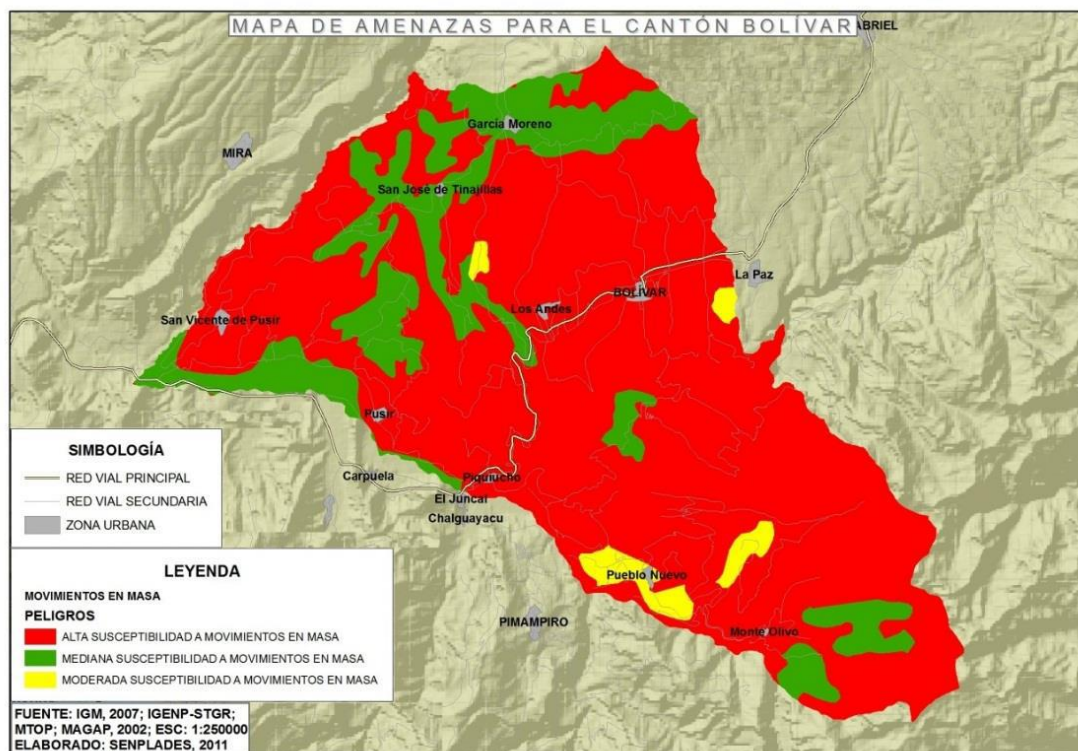 MAPA DE AMENAZAS PARA EL CANTÓN BOLÍVAR
ABRIEL
García Moreno
MIRA
San José de Tinajillas
La Paz
BOLÍVAR
Los Andes
San Vicente de Pusir
Pusir
Carpuela
Piquiucho
El Juncal
Chalguayacu
Pueblo Nuevo
PIMAMPIRO
Monte Olivo
SIMBOLOGÍA
RED VIAL PRINCIPAL
RED VIAL SECUNDARIA
ZONA URBANA
LEYENDA
MOVIMIENTOS EN MASA
PELIGROS
ALTA SUSCEPTIBILIDAD A MOVIMIENTOS EN MASA
MEDIANA SUSCEPTIBILIDAD A MOVIMIENTOS EN MASA
MODERADA SUSCEPTIBILIDAD A MOVIMIENTOS EN MASA
FUENTE: IGM, 2007; IGENP-STGR;
MTOP; MAGAP, 2002; ESC: 1:250000
ELABORADO: SENPLADES, 2011